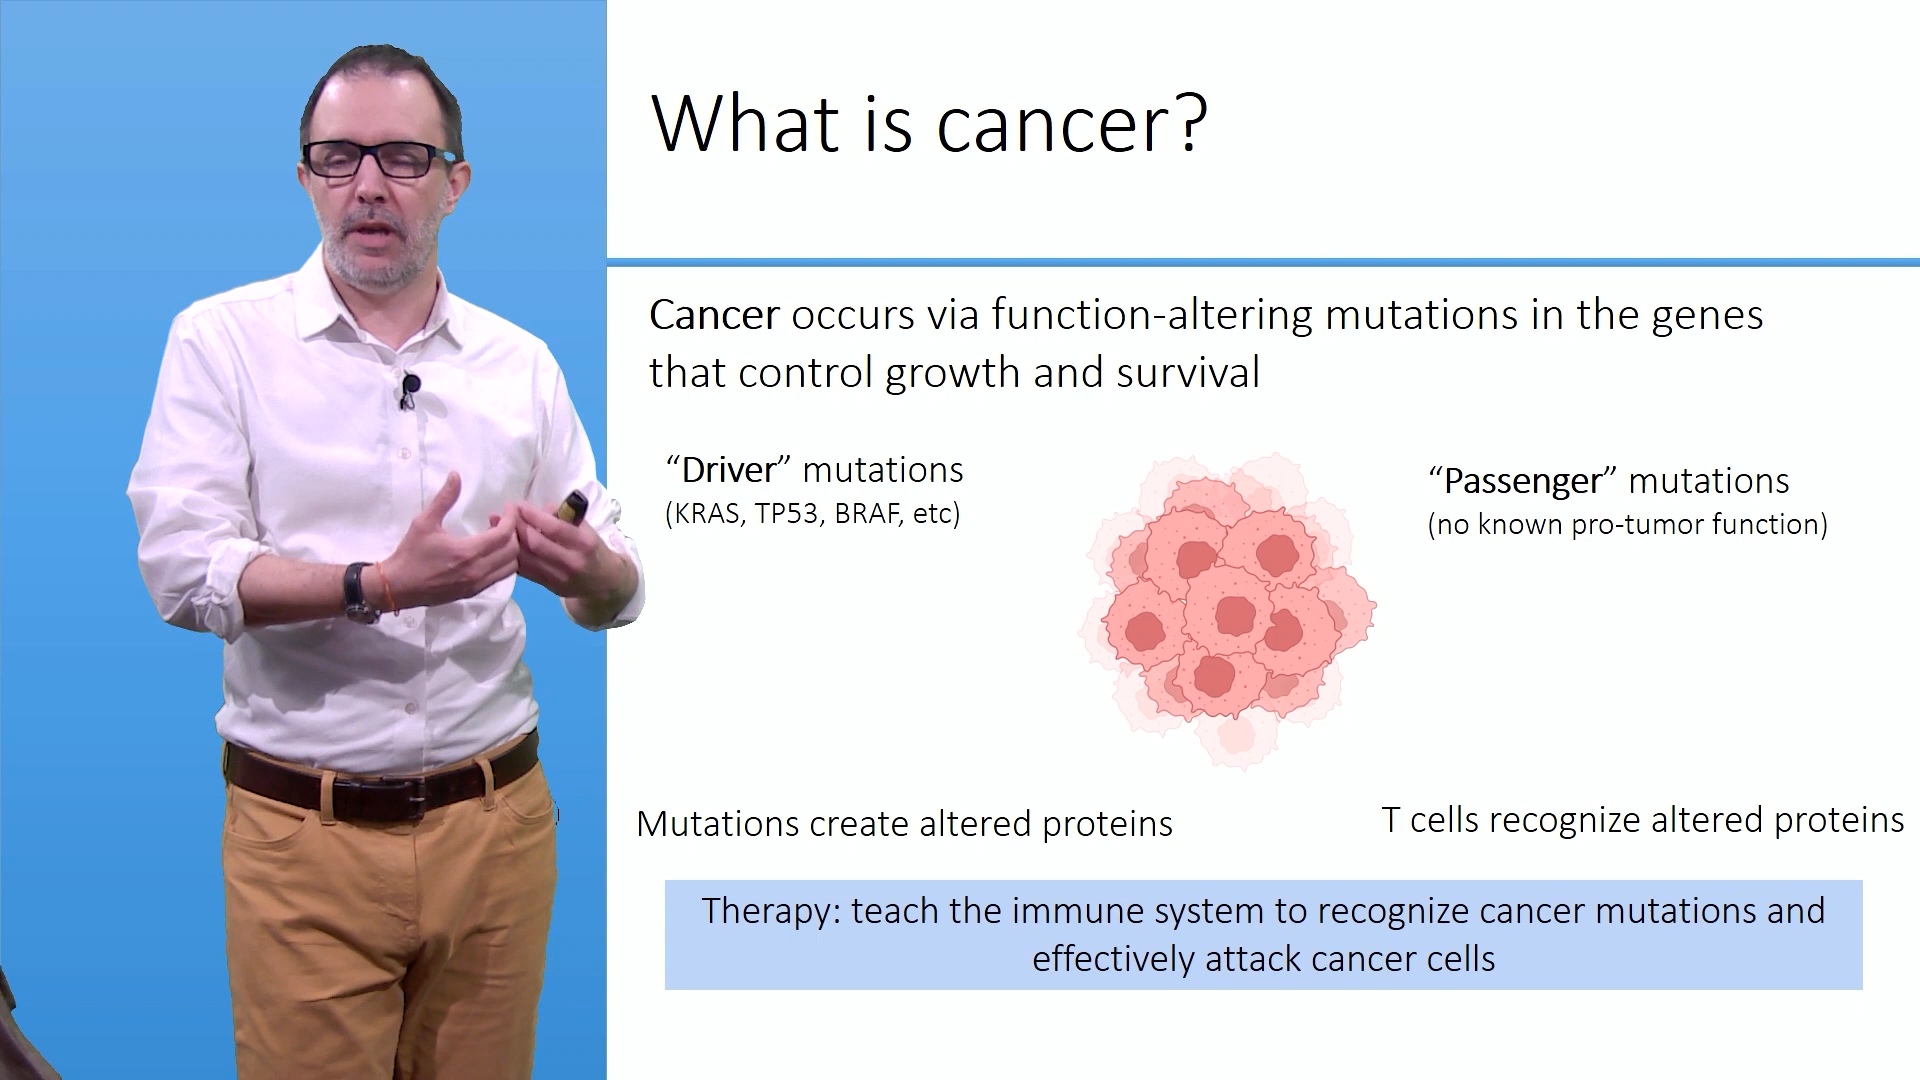 What is cancer?
Cancer occurs via function-altering mutations in the genes
that control growth and survival
“Driver” mutations
(KRAS, TP53, BRAF, etc)
“Passenger” mutations
(no known pro-tumor function)
Mutations create altered proteins
T cells recognize altered proteins
Therapy: teach the immune system to recognize cancer mutations and
effectively attack cancer cells